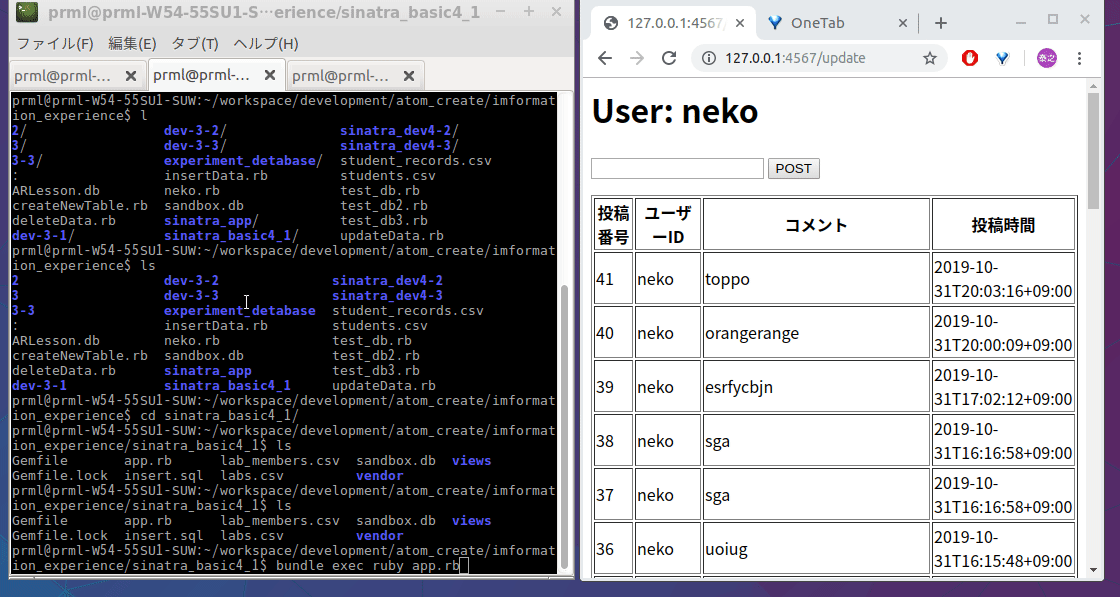 prml@prml-W54-55SU1-S…erience/sinatra_basic4_1
ファイル(F) 編集(E) タブ(T) ヘルプ(H)
prml@prml-... prml@prml-... prml@prml-...
prml@prml-W54-55SU1-SUW:~/workspace/development/atom_create/imformat
ion_experience$ l
2/ dev-3-2/ sinatra_dev4-2/
3/ dev-3-3/ sinatra_dev4-3/
3-3/ experiment_detabase/ student_records.csv
: insertData.rb students.csv
ARLesson.db neko.rb test_db.rb
createNewTable.rb sandbox.db test_db2.rb
deleteData.rb sinatra_app/ test_db3.rb
dev-3-1/ sinatra_basic4_1/ updateData.rb
prml@prml-W54-55SU1-SUW:~/workspace/development/atom_create/imformat
ion_experience$ ls
2 dev-3-2 sinatra_dev4-2
3 dev-3-3 sinatra_dev4-3
3-3 experiment_detabase student_records.csv
: insertData.rb students.csv
ARLesson.db neko.rb test_db.rb
createNewTable.rb sandbox.db test_db2.rb
deleteData.rb sinatra_app test_db3.rb
dev-3-1 sinatra_basic4_1 updateData.rb
prml@prml-W54-55SU1-SUW:~/workspace/development/atom_create/imformat
ion_experience$ cd sinatra_basic4_1/
prml@prml-W54-55SU1-SUW:~/workspace/development/atom_create/imformat
ion_experience/sinatra_basic4_1$ ls
Gemfile app.rb lab_members.csv sandbox.db views
Gemfile.lock insert.sql labs.csv vendor
prml@prml-W54-55SU1-SUW:~/workspace/development/atom_create/imformat
ion_experience/sinatra_basic4_1$ ls
Gemfile app.rb lab_members.csv sandbox.db views
Gemfile.lock insert.sql labs.csv vendor
prml@prml-W54-55SU1-SUW:~/workspace/development/atom_create/imformat
ion_experience/sinatra_basic4_1$ bundle exec ruby app.rb
127.0.0.1:4567/ OneTab
127.0.0.1:4567/update
User: neko
POST
投稿番号 ユーザーID コメント 投稿時間
41 neko toppo 2019-10-31T20:03:16+09:00
40 neko orangerange 2019-10-31T20:00:09+09:00
39 neko esrfycbjn 2019-10-31T17:02:12+09:00
38 neko sga 2019-10-31T16:16:58+09:00
37 neko sga 2019-10-31T16:16:58+09:00
36 neko uoiug 2019-10-31T16:15:48+09:00